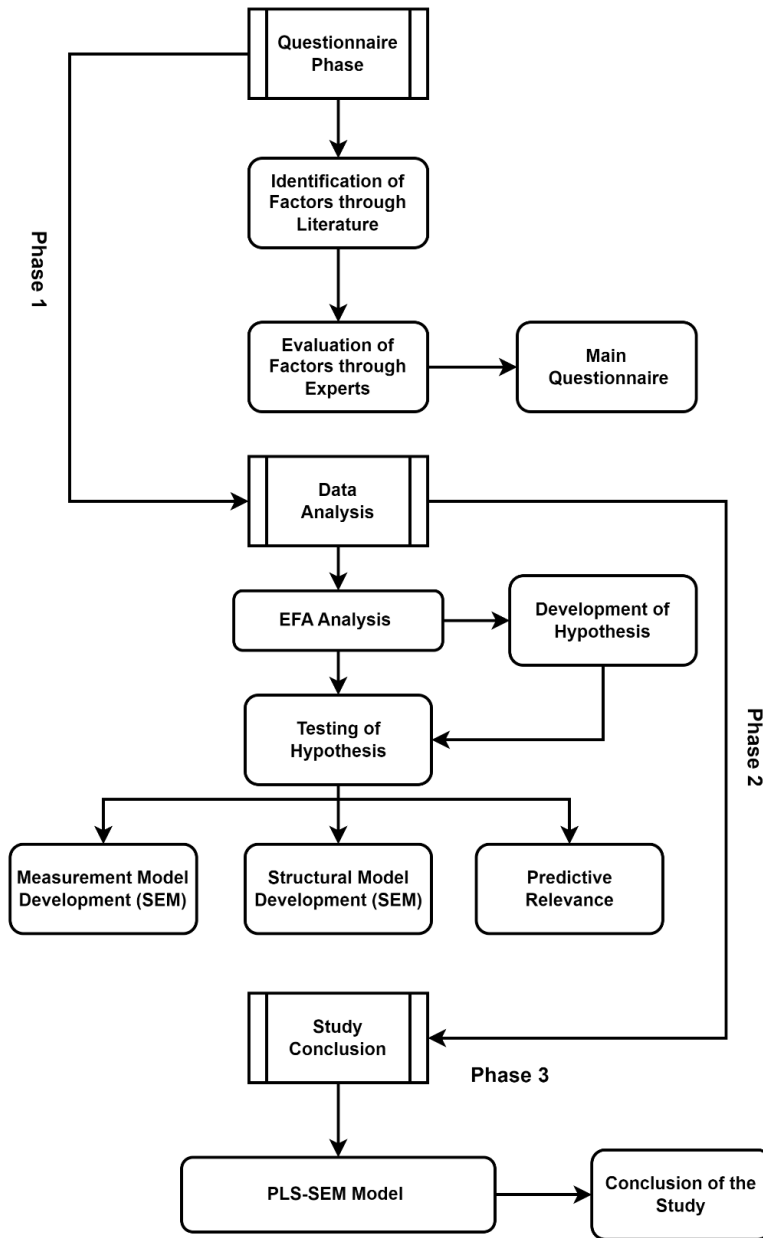 Questionnaire
Phase
Identification of
Factors through
Literature
Phase 1
Evaluation of
Factors through
Experts
Main
Questionnaire
Data
Analysis
EFA Analysis
Development of
Hypothesis
Testing of
Hypothesis
Phase 2
Measurement Model
Development (SEM)
Structural Model
Development (SEM)
Predictive
Relevance
Study
Conclusion
Phase 3
PLS-SEM Model
Conclusion of the
Study